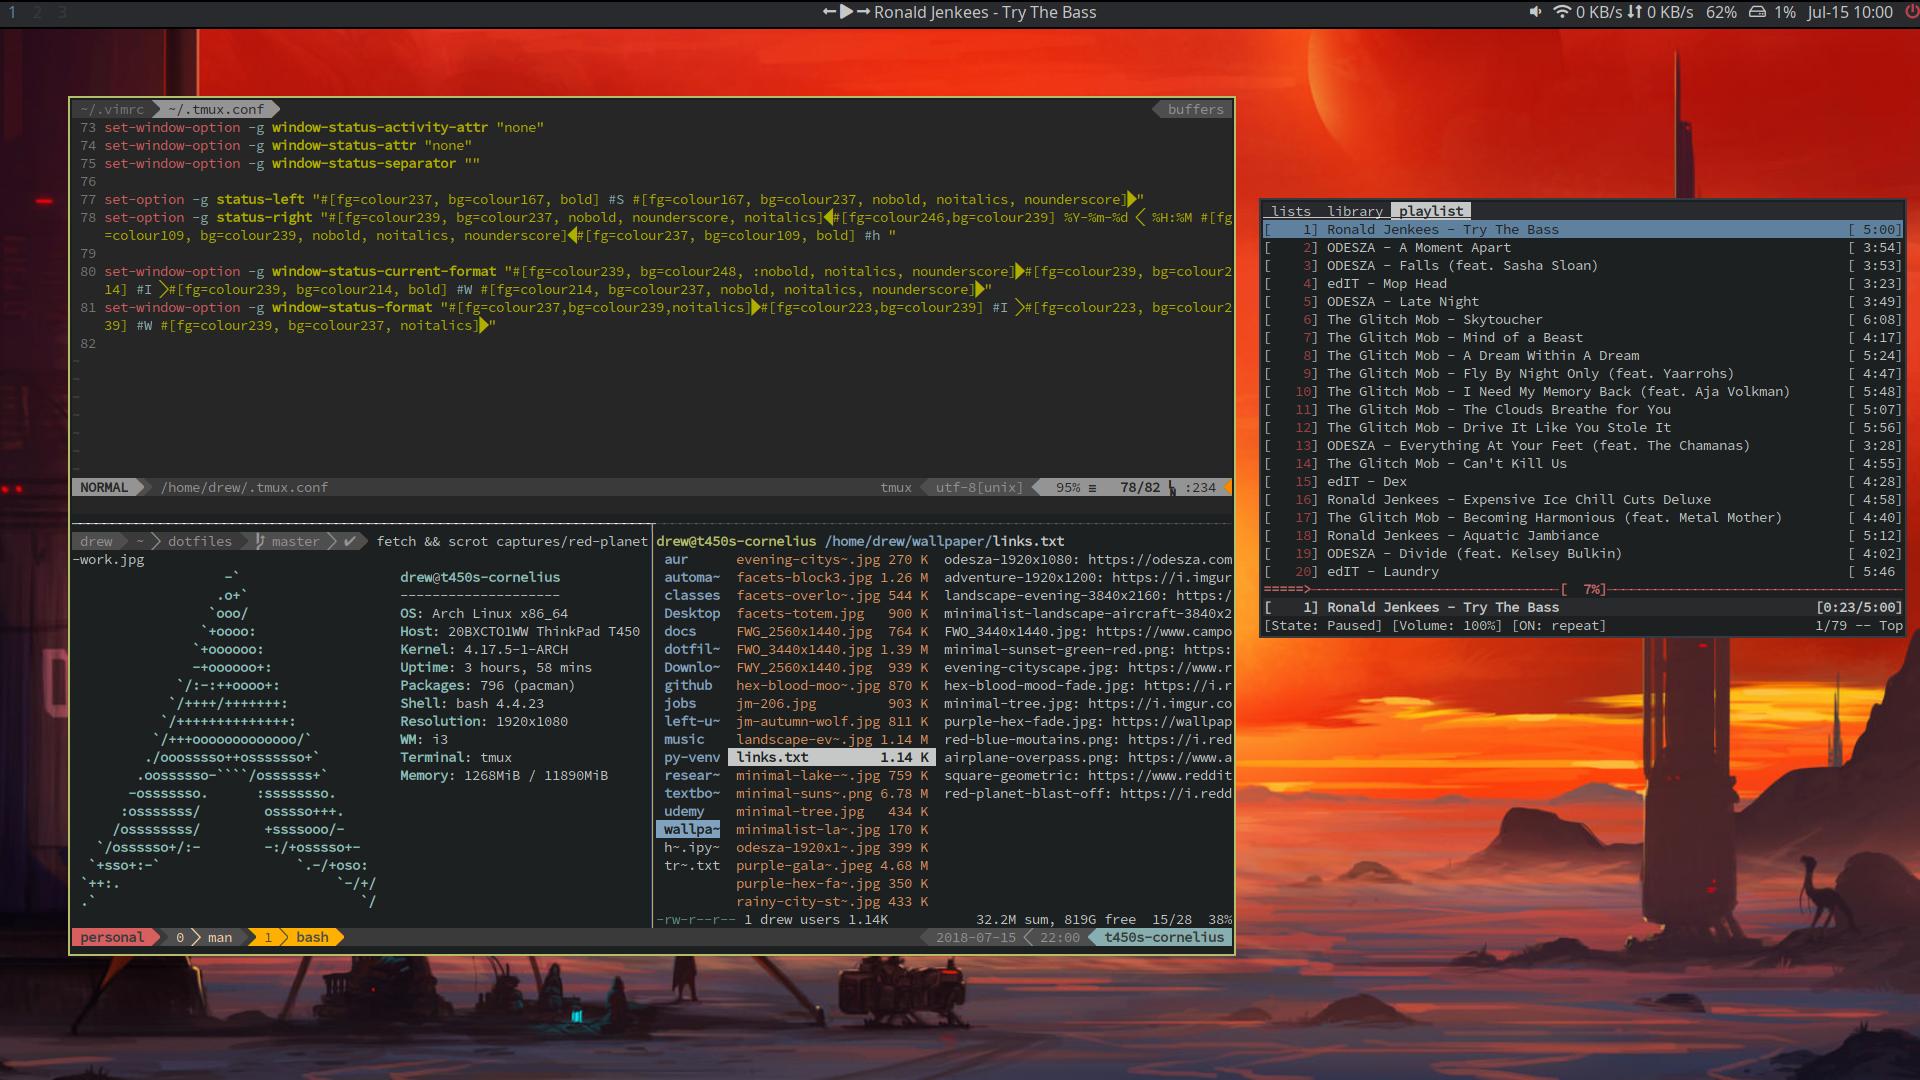 1 2 3
Ronald Jenkees - Try The Bass
0 KB/s 0 KB/s 62% 1% Jul-15 10:00
~/.vimrc ~/.tmux.conf buffers
73 set-window-option -g window-status-activity-attr "none"
74 set-window-option -g window-status-attr "none"
75 set-window-option -g window-status-separator ""
76
77 set-option -g status-left "#[fg=colour237, bg=colour167, bold] #S #[fg=colour167, bg=colour237, nobold, noitalics, nounderscore]"
78 set-option -g status-right "#[fg=colour239, bg=colour237, nobold, nounderscore, noitalics]#[fg=colour246,bg=colour239] %Y-%m-%d %H:%M #[fg
=colour109, bg=colour239, nobold, noitalics, nounderscore]#[fg=colour237, bg=colour109, bold] #h "
79
80 set-window-option -g window-status-current-format "#[fg=colour239, bg=colour248, :nobold, noitalics, nounderscore]#[fg=colour239, bg=colour2
14] #I #[fg=colour239, bg=colour214, bold] #W #[fg=colour214, bg=colour237, nobold, noitalics, nounderscore]"
81 set-window-option -g window-status-format "#[fg=colour237,bg=colour239,noitalics]#[fg=colour223,bg=colour239] #I #[fg=colour223, bg=colour2
39] #W #[fg=colour239, bg=colour237, noitalics]"
82
~
~
~
~
~
~
~
NORMAL /home/drew/.tmux.conf tmux utf-8[unix] 95% ≡ 78/82 :234
drew ~ dotfiles master ✔ fetch && scrot captures/red-planet
-work.jpg
-`
.o+`
`ooo/
`+oooo:
`+oooooo:
-+oooooo+:
`/:-:++oooo+:
`/++++/+++++++:
`/++++++++++++++:
`/+++ooooooooooooo/`
./ooosssso++osssssso+`
.oossssso-````/ossssss+`
-osssssso. :ssssssso.
:osssssss/ osssso+++.
/ossssssss/ +ssssooo/-
`/ossssso+/:- -:/+osssso+-
`+sso+:-` `.-/+oso:
`++:. `-/+/
.` `/
drew@t450s-cornelius
--------------------
OS: Arch Linux x86_64
Host: 20BXCTO1WW ThinkPad T450
Kernel: 4.17.5-1-ARCH
Uptime: 3 hours, 58 mins
Packages: 796 (pacman)
Shell: bash 4.4.23
Resolution: 1920x1080
WM: i3
Terminal: tmux
Memory: 1268MiB / 11890MiB
drew@t450s-cornelius /home/drew/wallpaper/links.txt
aur evening-citys~.jpg 270 K odesza-1920x1080: https://odesza.com
automa~ facets-block3.jpg 1.26 M adventure-1920x1200: https://i.imgur
classes facets-overlo~.jpg 544 K landscape-evening-3840x2160: https:/
Desktop facets-totem.jpg 900 K minimalist-landscape-aircraft-3840x2
docs FWG_2560x1440.jpg 764 K FWO_3440x1440.jpg: https://www.campo
dotfil~ FWO_3440x1440.jpg 1.39 M minimal-sunset-green-red.png: https:
Downlo~ FWY_2560x1440.jpg 939 K evening-cityscape.jpg: https://www.r
github hex-blood-moo~.jpg 870 K hex-blood-mood-fade.jpg: https://i.r
jobs jm-206.jpg 903 K minimal-tree.jpg: https://i.imgur.co
left-u~ jm-autumn-wolf.jpg 811 K purple-hex-fade.jpg: https://wallpap
music landscape-ev~.jpg 1.14 M red-blue-moutains.png: https://i.red
py-venv links.txt 1.14 K airplane-overpass.png: https://www.a
resear~ minimal-lake-~.jpg 759 K square-geometric: https://www.reddit
textbo~ minimal-suns~.png 6.78 M red-planet-blast-off: https://i.redd
udemy minimal-tree.jpg 434 K
wallpa~ minimalist-la~.jpg 170 K
h~.ipy~ odesza-1920x1~.jpg 399 K
tr~.txt purple-gala~.jpeg 4.68 M
purple-hex-fa~.jpg 350 K
rainy-city-st~.jpg 433 K
-rw-r--r-- 1 drew users 1.14K 32.2M sum, 819G free 15/28 38%
personal 0 man 1 bash 2018-07-15 22:00 t450s-cornelius
lists library playlist
[ 1] Ronald Jenkees - Try The Bass [ 5:00]
[ 2] ODESZA - A Moment Apart [ 3:54]
[ 3] ODESZA - Falls (feat. Sasha Sloan) [ 3:53]
[ 4] edIT - Mop Head [ 3:23]
[ 5] ODESZA - Late Night [ 3:49]
[ 6] The Glitch Mob - Skytoucher [ 6:08]
[ 7] The Glitch Mob - Mind of a Beast [ 4:17]
[ 8] The Glitch Mob - A Dream Within A Dream [ 5:24]
[ 9] The Glitch Mob - Fly By Night Only (feat. Yaarrohs) [ 4:47]
[ 10] The Glitch Mob - I Need My Memory Back (feat. Aja Volkman) [ 5:48]
[ 11] The Glitch Mob - The Clouds Breathe for You [ 5:07]
[ 12] The Glitch Mob - Drive It Like You Stole It [ 5:56]
[ 13] ODESZA - Everything At Your Feet (feat. The Chamanas) [ 3:28]
[ 14] The Glitch Mob - Can't Kill Us [ 4:55]
[ 15] edIT - Dex [ 4:28]
[ 16] Ronald Jenkees - Expensive Ice Chill Cuts Deluxe [ 4:58]
[ 17] The Glitch Mob - Becoming Harmonious (feat. Metal Mother) [ 4:40]
[ 18] Ronald Jenkees - Aquatic Jambiance [ 5:12]
[ 19] ODESZA - Divide (feat. Kelsey Bulkin) [ 4:02]
[ 20] edIT - Laundry [ 5:46
=====>[ 7%]
[ 1] Ronald Jenkees - Try The Bass [0:23/5:00]
[State: Paused] [Volume: 100%] [ON: repeat] 1/79 -- Top